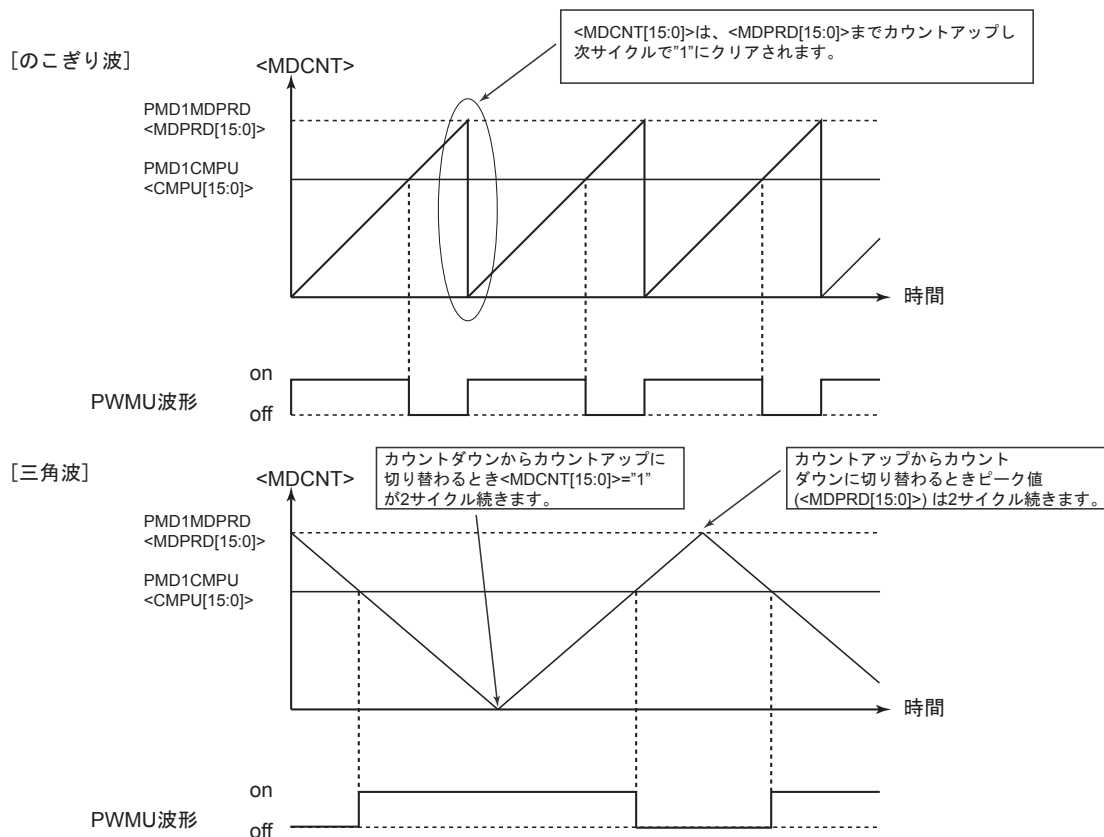 [のこぎり波]
<MDCNT>
<MDCNT[15:0]>は、<MDPRD[15:0]>までカウントアップし
次サイクルで"1"にクリアされます。
PMD1MDPRD
<MDPRD[15:0]>
PMD1CMPU
<CMPU[15:0]>
時間
on
PWMU波形
off
[三角波]
<MDCNT>
カウントダウンからカウントアップに
切り替わるとき<MDCNT[15:0]>="1"
が2サイクル続きます。
カウントアップからカウント
ダウンに切り替わるときピーク値
(<MDPRD[15:0]>) は2サイクル続きます。
PMD1MDPRD
<MDPRD[15:0]>
PMD1CMPU
<CMPU[15:0]>
時間
on
PWMU波形
off